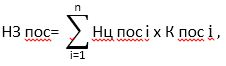 n
НЗ пос= ∑ Нц пос i х К пос i ,
i=1